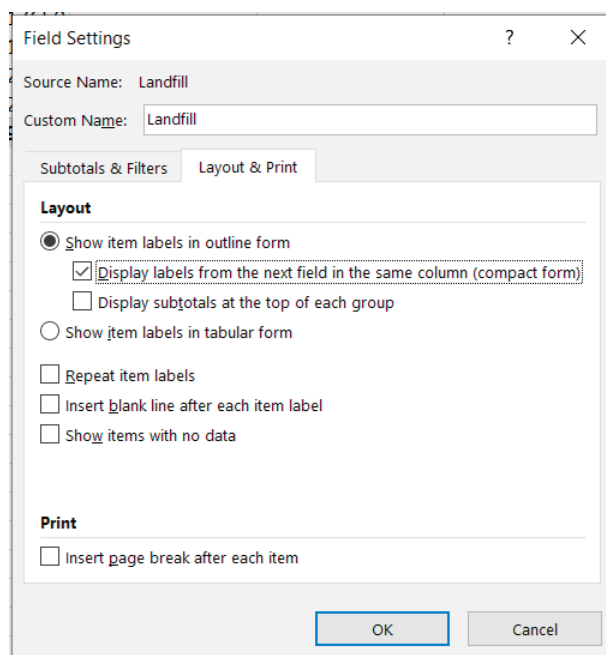 Field Settings ?
Source Name: Landfill
Custom Name: Landfill
Subtotals & Filters Layout & Print
Layout
Show item labels in outline form
Display labels from the next field in the same column (compact form)
Display subtotals at the top of each group
Show item labels in tabular form
Repeat item labels
Insert blank line after each item label
Show items with no data
Print
Insert page break after each item
OK Cancel